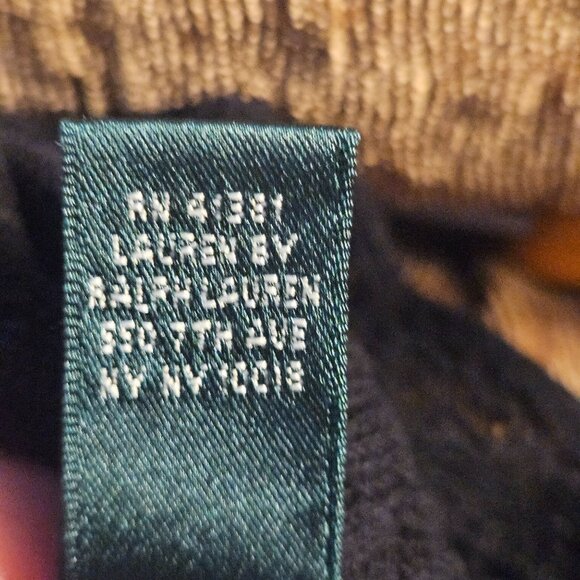 RN 41381
LAUREN BY
RALPH LAUREN
550 7TH AVE
NY NY 10018